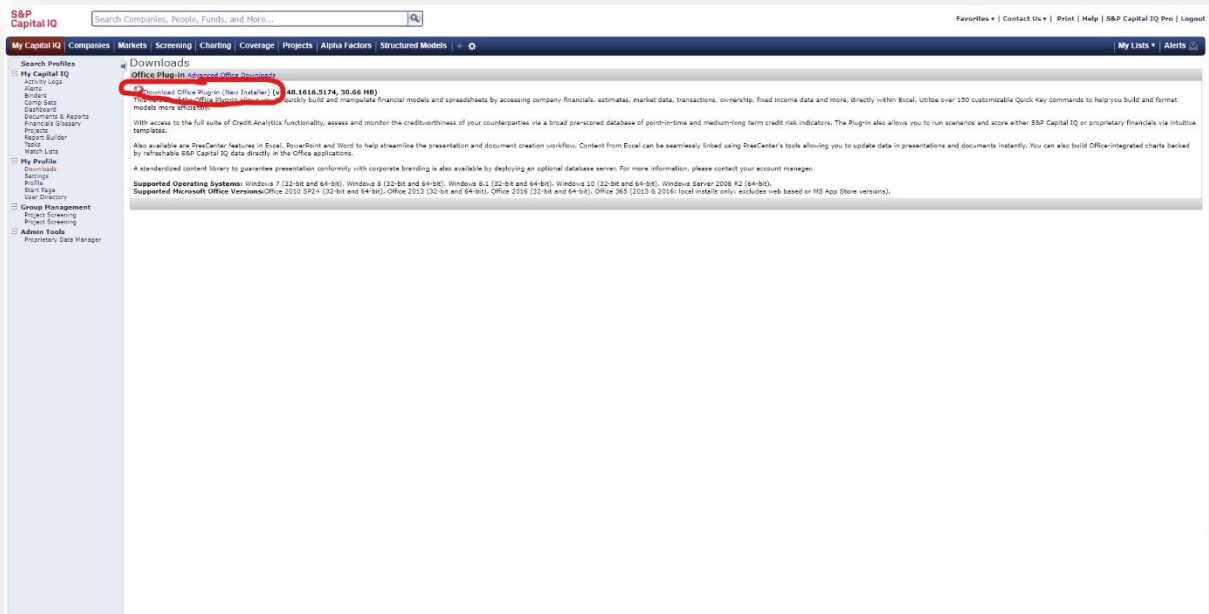 S&P
Capital IQ
Search Companies, People, Funds, and More...
Favorites ▾ | Contact Us ▾ | Print | Help | S&P Capital IQ Pro | Logout
My Capital IQ | Companies | Markets | Screening | Charting | Coverage | Projects | Alpha Factors | Structured Models | +
My Lists ▾ | Alerts
Search Profiles
My Capital IQ
Activity Logs
Alerts
Binders
Comp Sets
Dashboard
Documents & Reports
Financials Glossary
Projects
Report Builder
Tasks
Watch Lists
My Profile
Downloads
Settings
Profile
Start Page
User Directory
Group Management
Project Screening
Project Screening
Admin Tools
Proprietary Data Manager
Downloads
Office Plug-in Advanced Office Downloads
Download Office Plug-in (New Installer) (v 48.1616.5174, 30.66 MB)
This version of the Office Plug-in allows quickly build and manipulate financial models and spreadsheets by accessing company financials, estimates, market data, transactions, ownership, fixed income data and more, directly within Excel. Utilize over 150 customizable Quick Key commands to help you build and format
models more efficiently.
With access to the full suite of Credit Analytics functionality, assess and monitor the creditworthiness of your counterparties via a broad pre-scored database of point-in-time and medium-long term credit risk indicators. The Plug-in also allows you to run scenarios and score either S&P Capital IQ or proprietary financials via intuitive
templates.
Also available are PresCenter features in Excel, PowerPoint and Word to help streamline the presentation and document creation workflow. Content from Excel can be seamlessly linked using PresCenter's tools allowing you to update data in presentations and documents instantly. You can also build Office-integrated charts backed
by refreshable S&P Capital IQ data directly in the Office applications.
A standardized content library to guarantee presentation conformity with corporate branding is also available by deploying an optional database server. For more information, please contact your account manager.
Supported Operating Systems: Windows 7 (32-bit and 64-bit), Windows 8 (32-bit and 64-bit), Windows 8.1 (32-bit and 64-bit), Windows 10 (32-bit and 64-bit), Windows Server 2008 R2 (64-bit).
Supported Microsoft Office Versions:Office 2010 SP2+ (32-bit and 64-bit), Office 2013 (32-bit and 64-bit), Office 2016 (32-bit and 64-bit), Office 365 (2013 & 2016: local installs only; excludes web based or MS App Store versions).